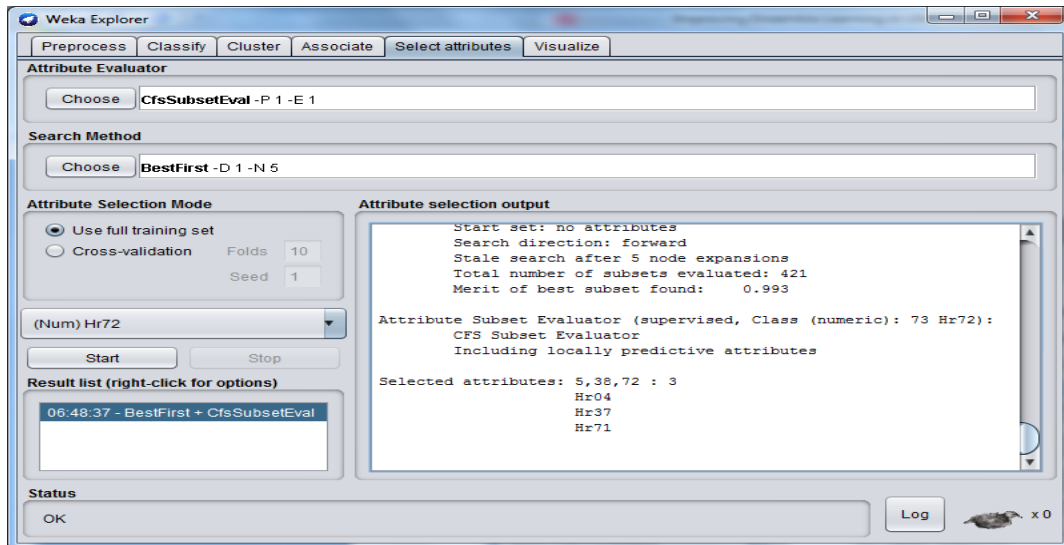 Weka Explorer
Preprocess Classify Cluster Associate Select attributes Visualize
Attribute Evaluator
Choose CfsSubsetEval -P 1 -E 1
Search Method
Choose BestFirst -D 1 -N 5
Attribute Selection Mode
Use full training set
Cross-validation Folds 10
Seed 1
(Num) Hr72
Start Stop
Result list (right-click for options)
06:48:37 - BestFirst + CfsSubsetEval
Attribute selection output
Start set: no attributes
Search direction: forward
Stale search after 5 node expansions
Total number of subsets evaluated: 421
Merit of best subset found: 0.993
Attribute Subset Evaluator (supervised, Class (numeric): 73 Hr72):
CFS Subset Evaluator
Including locally predictive attributes
Selected attributes: 5,38,72 : 3
Hr04
Hr37
Hr71
Status
OK
Log x 0